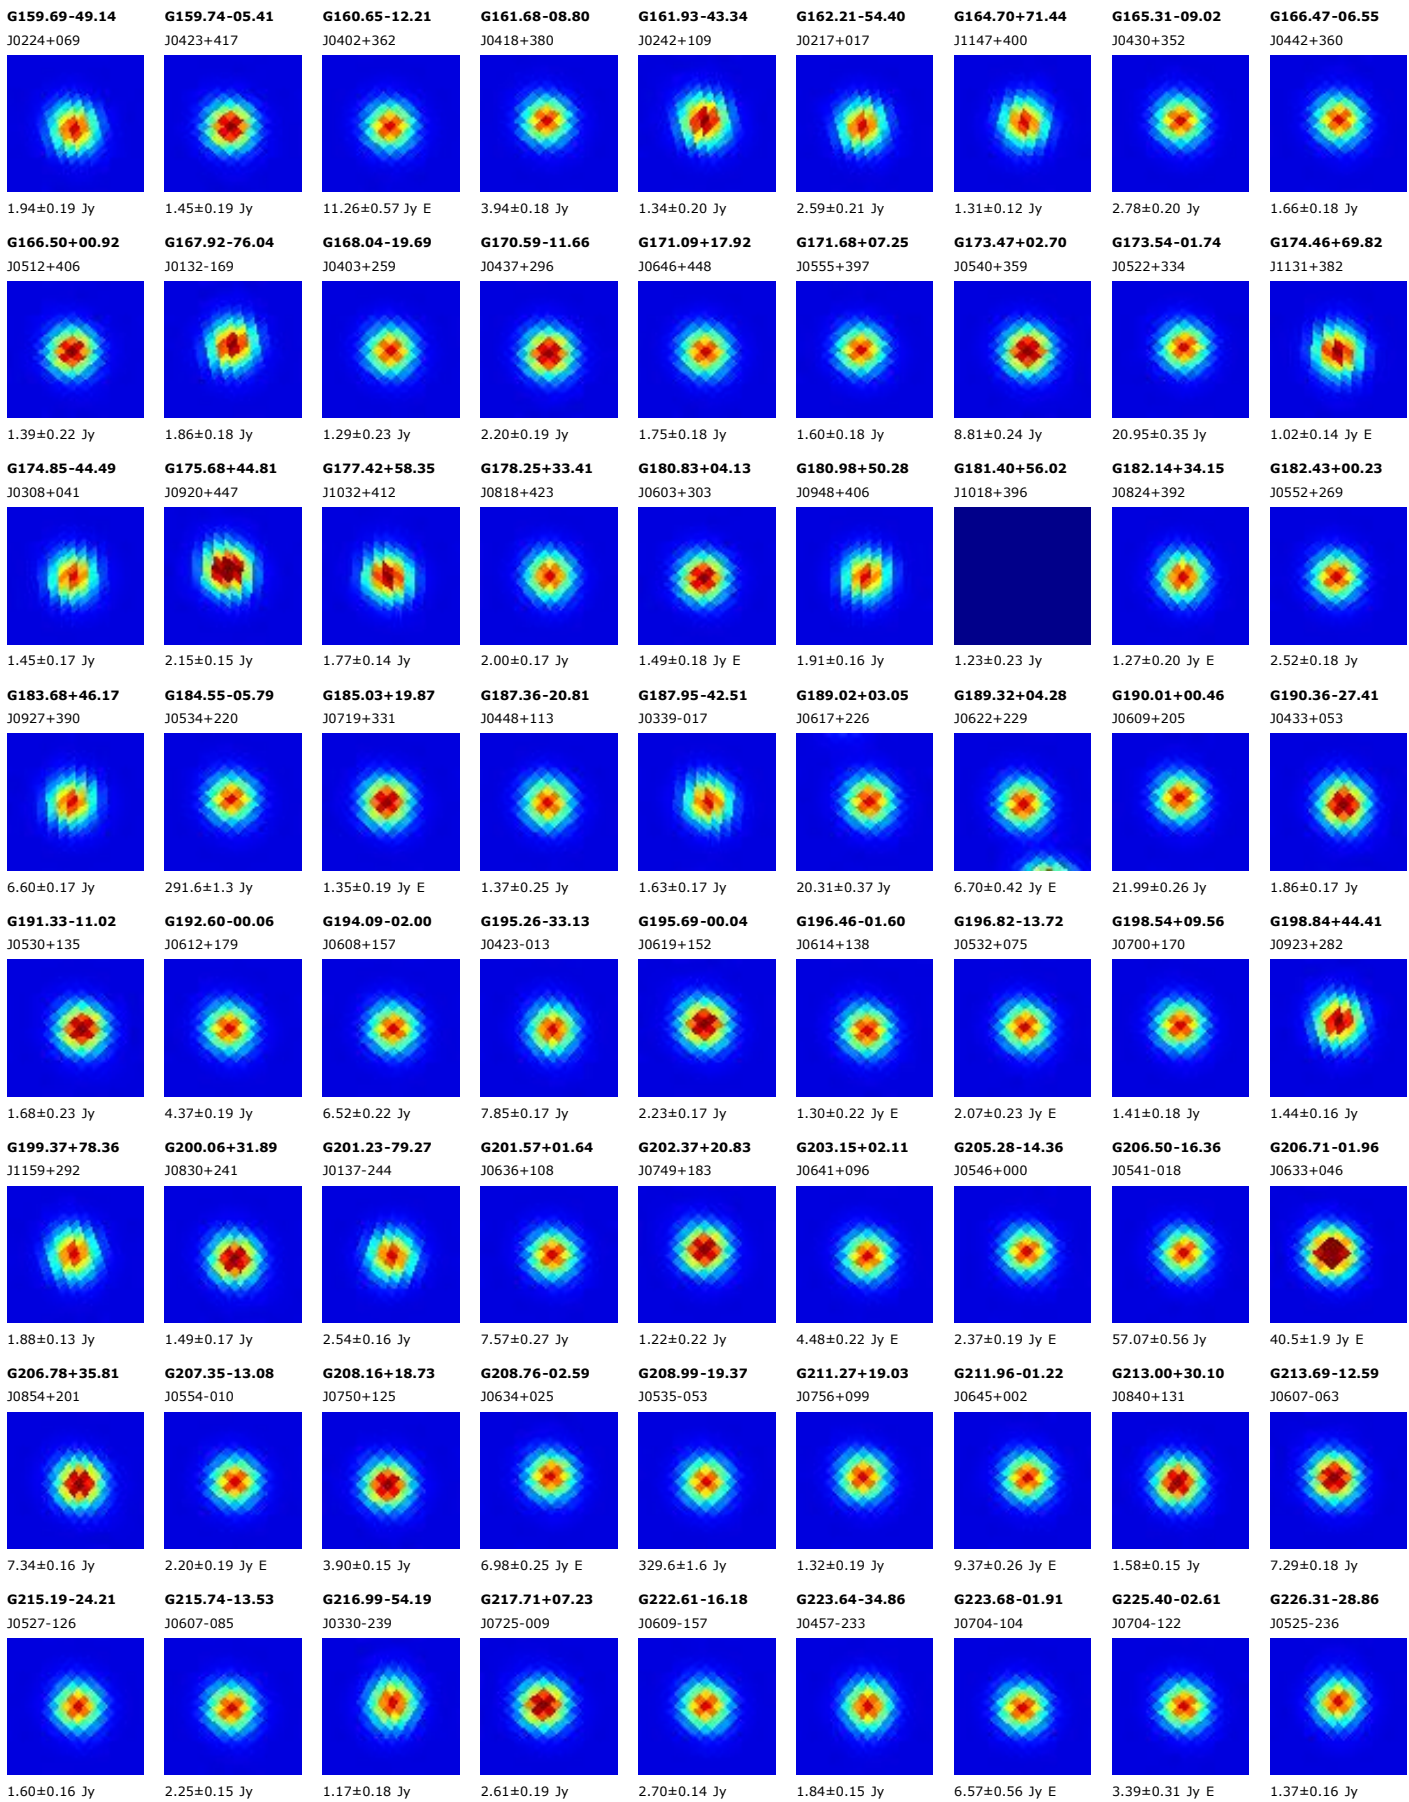 G159.69-49.14 G159.74-05.41 G160.65-12.21 G161.68-08.80 G161.93-43.34 G162.21-54.40 G164.70+71.44 G165.31-09.02 G166.47-06.55
J0224+069 J0423+417 J0402+362 J0418+380 J0242+109 J0217+017 J1147+400 J0430+352 J0442+360
1.94±0.19 Jy 1.45±0.19 Jy 11.26±0.57 Jy E 3.94±0.18 Jy 1.34±0.20 Jy 2.59±0.21 Jy 1.31±0.12 Jy 2.78±0.20 Jy 1.66±0.18 Jy
G166.50+00.92 G167.92-76.04 G168.04-19.69 G170.59-11.66 G171.09+17.92 G171.68+07.25 G173.47+02.70 G173.54-01.74 G174.46+69.82
J0512+406 J0132-169 J0403+259 J0437+296 J0646+448 J0555+397 J0540+359 J0522+334 J1131+382
1.39±0.22 Jy 1.86±0.18 Jy 1.29±0.23 Jy 2.20±0.19 Jy 1.75±0.18 Jy 1.60±0.18 Jy 8.81±0.24 Jy 20.95±0.35 Jy 1.02±0.14 Jy E
G174.85-44.49 G175.68+44.81 G177.42+58.35 G178.25+33.41 G180.83+04.13 G180.98+50.28 G181.40+56.02 G182.14+34.15 G182.43+00.23
J0308+041 J0920+447 J1032+412 J0818+423 J0603+303 J0948+406 J1018+396 J0824+392 J0552+269
1.45±0.17 Jy 2.15±0.15 Jy 1.77±0.14 Jy 2.00±0.17 Jy 1.49±0.18 Jy E 1.91±0.16 Jy 1.23±0.23 Jy 1.27±0.20 Jy E 2.52±0.18 Jy
G183.68+46.17 G184.55-05.79 G185.03+19.87 G187.36-20.81 G187.95-42.51 G189.02+03.05 G189.32+04.28 G190.01+00.46 G190.36-27.41
J0927+390 J0534+220 J0719+331 J0448+113 J0339-017 J0617+226 J0622+229 J0609+205 J0433+053
6.60±0.17 Jy 291.6±1.3 Jy 1.35±0.19 Jy E 1.37±0.25 Jy 1.63±0.17 Jy 20.31±0.37 Jy 6.70±0.42 Jy E 21.99±0.26 Jy 1.86±0.17 Jy
G191.33-11.02 G192.60-00.06 G194.09-02.00 G195.26-33.13 G195.69-00.04 G196.46-01.60 G196.82-13.72 G198.54+09.56 G198.84+44.41
J0530+135 J0612+179 J0608+157 J0423-013 J0619+152 J0614+138 J0532+075 J0700+170 J0923+282
1.68±0.23 Jy 4.37±0.19 Jy 6.52±0.22 Jy 7.85±0.17 Jy 2.23±0.17 Jy 1.30±0.22 Jy E 2.07±0.23 Jy E 1.41±0.18 Jy 1.44±0.16 Jy
G199.37+78.36 G200.06+31.89 G201.23-79.27 G201.57+01.64 G202.37+20.83 G203.15+02.11 G205.28-14.36 G206.50-16.36 G206.71-01.96
J1159+292 J0830+241 J0137-244 J0636+108 J0749+183 J0641+096 J0546+000 J0541-018 J0633+046
1.88±0.13 Jy 1.49±0.17 Jy 2.54±0.16 Jy 7.57±0.27 Jy 1.22±0.22 Jy 4.48±0.22 Jy E 2.37±0.19 Jy E 57.07±0.56 Jy 40.5±1.9 Jy E
G206.78+35.81 G207.35-13.08 G208.16+18.73 G208.76-02.59 G208.99-19.37 G211.27+19.03 G211.96-01.22 G213.00+30.10 G213.69-12.59
J0854+201 J0554-010 J0750+125 J0634+025 J0535-053 J0756+099 J0645+002 J0840+131 J0607-063
7.34±0.16 Jy 2.20±0.19 Jy E 3.90±0.15 Jy 6.98±0.25 Jy E 329.6±1.6 Jy 1.32±0.19 Jy 9.37±0.26 Jy E 1.58±0.15 Jy 7.29±0.18 Jy
G215.19-24.21 G215.74-13.53 G216.99-54.19 G217.71+07.23 G222.61-16.18 G223.64-34.86 G223.68-01.91 G225.40-02.61 G226.31-28.86
J0527-126 J0607-085 J0330-239 J0725-009 J0609-157 J0457-233 J0704-104 J0704-122 J0525-236
1.60±0.16 Jy 2.25±0.15 Jy 1.17±0.18 Jy 2.61±0.19 Jy 2.70±0.14 Jy 1.84±0.15 Jy 6.57±0.56 Jy E 3.39±0.31 Jy E 1.37±0.16 Jy